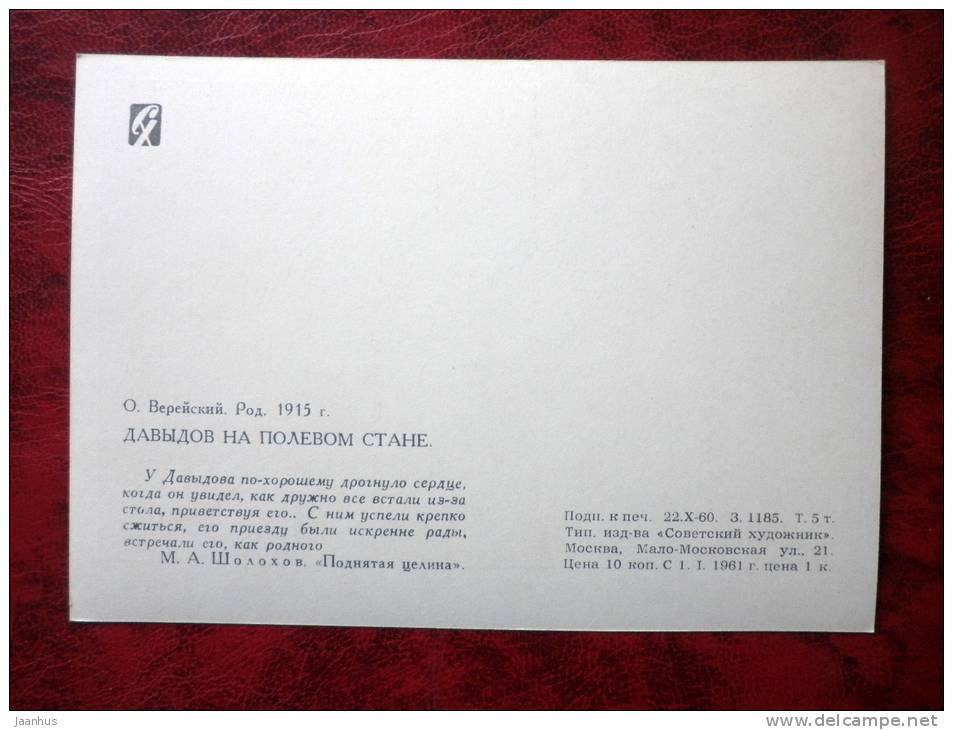 СХ
О. Верейский. Род. 1915 г.
ДАВЫДОВ НА ПОЛЕВОМ СТАНЕ.
У Давыдова по-хорошему дрогнуло сердце,
когда он увидел, как дружно все встали из-за
стола, приветствуя его.. С ним успели крепко
сжиться, его приезду были искренне рады,
встречали его, как родного
М. А. Шолохов. «Поднятая целина».
Подп. к печ. 22.X-60. З. 1185. Т. 5 т.
Тип. изд-ва «Советский художник».
Москва, Мало-Московская ул., 21.
Цена 10 коп. С 1. I. 1961 г. цена 1 к.
Jaanhus
www.delcampe.net